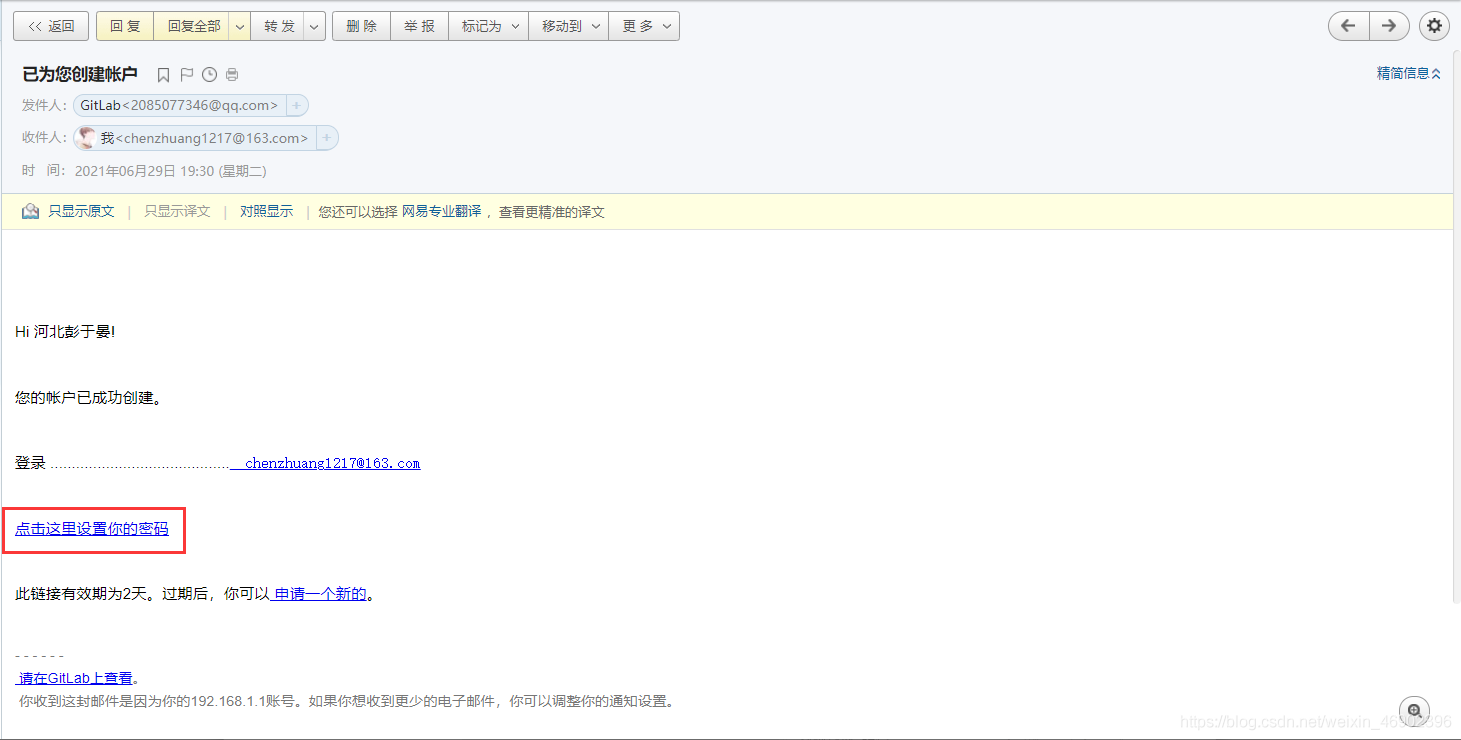 << 返回 回 复 回复全部 转 发 删 除 举 报 标记为 移动到 更 多
已为您创建帐户
精简信息
发件人: GitLab<2085077346@qq.com> +
收件人: 我<chenzhuang1217@163.com> +
时 间: 2021年06月29日 19:30 (星期二)
只显示原文 | 只显示译文 | 对照显示 | 您还可以选择 网易专业翻译 ，查看更精准的译文
Hi 河北彭于晏!
您的帐户已成功创建。
登录 .......................................... chenzhuang1217@163.com
点击这里设置你的密码
此链接有效期为2天。过期后，你可以 申请一个新的。
- - - - - -
请在GitLab上查看。
你收到这封邮件是因为你的192.168.1.1账号。如果你想收到更少的电子邮件，你可以调整你的通知设置。